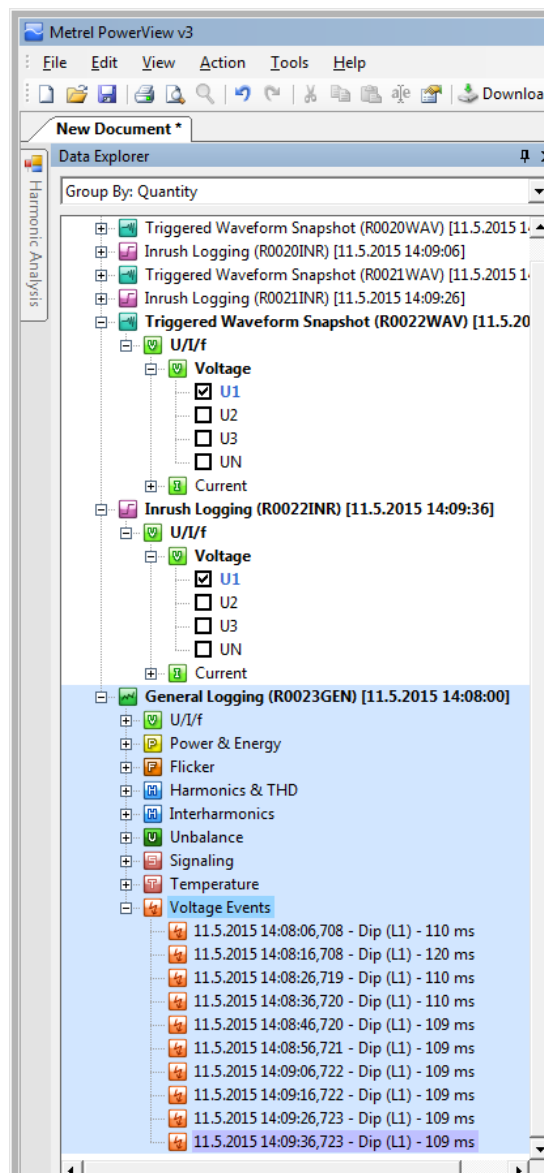 Metrel PowerView v3
File Edit View Action Tools Help
Downloa
New Document *
Data Explorer
Harmonic Analysis
Group By: Quantity
Triggered Waveform Snapshot (R0020WAV) [11.5.2015 14
Inrush Logging (R0020INR) [11.5.2015 14:09:06]
Triggered Waveform Snapshot (R0021WAV) [11.5.2015 14
Inrush Logging (R0021INR) [11.5.2015 14:09:26]
Triggered Waveform Snapshot (R0022WAV) [11.5.20
U/I/f
Voltage
U1
U2
U3
UN
Current
Inrush Logging (R0022INR) [11.5.2015 14:09:36]
U/I/f
Voltage
U1
U2
U3
UN
Current
General Logging (R0023GEN) [11.5.2015 14:08:00]
U/I/f
Power & Energy
Flicker
Harmonics & THD
Interharmonics
Unbalance
Signaling
Temperature
Voltage Events
11.5.2015 14:08:06,708 - Dip (L1) - 110 ms
11.5.2015 14:08:16,708 - Dip (L1) - 120 ms
11.5.2015 14:08:26,719 - Dip (L1) - 110 ms
11.5.2015 14:08:36,720 - Dip (L1) - 110 ms
11.5.2015 14:08:46,720 - Dip (L1) - 109 ms
11.5.2015 14:08:56,721 - Dip (L1) - 109 ms
11.5.2015 14:09:06,722 - Dip (L1) - 109 ms
11.5.2015 14:09:16,722 - Dip (L1) - 109 ms
11.5.2015 14:09:26,723 - Dip (L1) - 109 ms
11.5.2015 14:09:36,723 - Dip (L1) - 109 ms